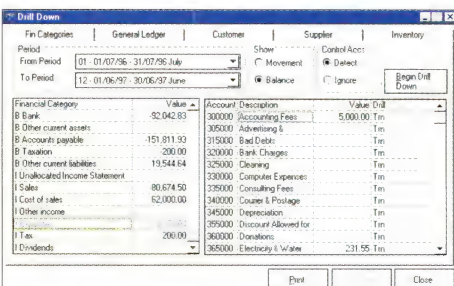 Drill Down
Fin Categories General Ledger Customer Supplier Inventory
Period Show Control Acct
From Period 01 - 01/07/96 - 31/07/96 July Movement Detect
To Period 12 - 01/06/97 - 30/06/97 June Balance Ignore Begin Drill Down
Financial Category Value
B Bank -92,042.83
B Other current assets
B Accounts payable -151,811.93
B Taxation 200.00
B Other current liabilities 19,544.64
I Unallocated Income Statement
I Sales -80,674.50
I Cost of sales 62,000.00
I Other income
I Tax 200.00
I Dividends
Account Description Value Drill
300000 Accounting Fees 5,000.00 Trn
305000 Advertising & Trn
315000 Bad Debts Trn
320000 Bank Charges Trn
325000 Cleaning Trn
330000 Computer Expenses Trn
335000 Consulting Fees Trn
340000 Courier & Postage Trn
345000 Depreciation Trn
355000 Discount Allowed for Trn
360000 Donations Trn
365000 Electricity & Water 231.55 Trn
Print Close